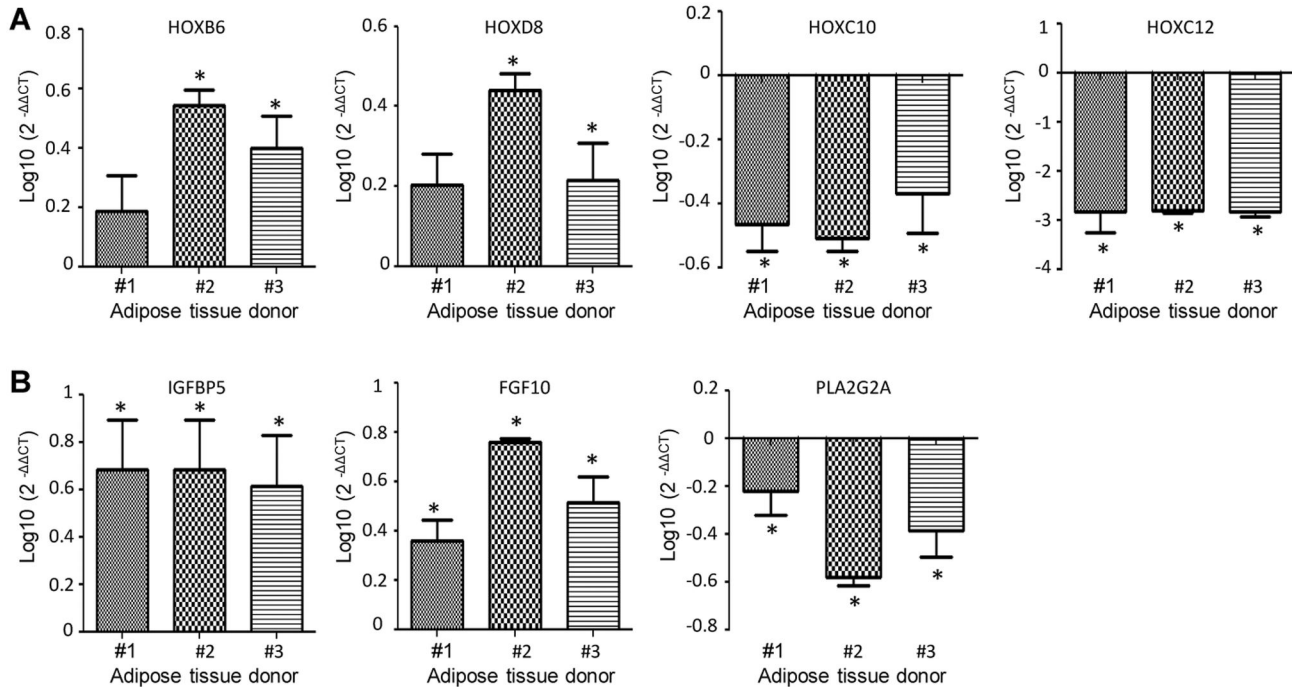 A
HOXB6
Log10 (2 -ΔΔCT)
0.8
0.6
0.4
0.2
0
*
*
#1 #2 #3
Adipose tissue donor
HOXD8
Log10 (2 -ΔΔCT)
0.6
0.4
0.2
0
*
*
#1 #2 #3
Adipose tissue donor
HOXC10
Log10 (2 -ΔΔCT)
0.2
0
-0.2
-0.4
-0.6
*
*
*
#1 #2 #3
Adipose tissue donor
HOXC12
Log10 (2 -ΔΔCT)
1
0
-1
-2
-3
-4
*
*
*
#1 #2 #3
Adipose tissue donor
B
IGFBP5
Log10 (2 -ΔΔCT)
1
0.8
0.6
0.4
0.2
0
*
*
*
#1 #2 #3
Adipose tissue donor
FGF10
Log10 (2 -ΔΔCT)
1
0.8
0.6
0.4
0.2
0
*
*
*
#1 #2 #3
Adipose tissue donor
PLA2G2A
Log10 (2 -ΔΔCT)
0.2
0
-0.2
-0.4
-0.6
-0.8
*
*
*
#1 #2 #3
Adipose tissue donor